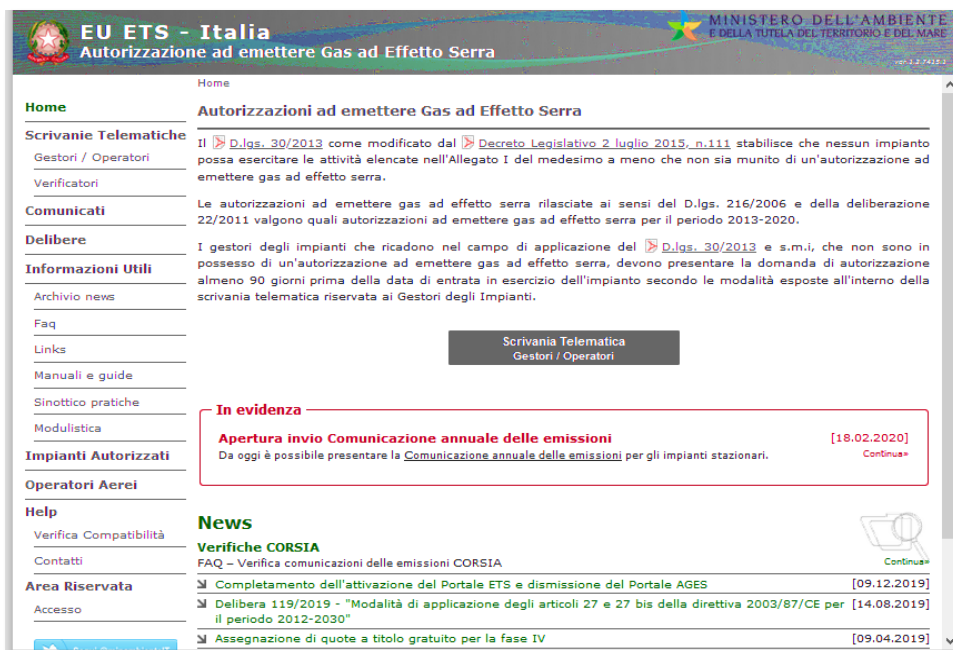 EU ETS - Italia
Autorizzazione ad emettere Gas ad Effetto Serra
MINISTERO DELL'AMBIENTE
E DELLA TUTELA DEL TERRITORIO E DEL MARE
Home
Home
Scrivanie Telematiche
Gestori / Operatori
Verificatori
Comunicati
Delibere
Informazioni Utili
Archivio news
Faq
Links
Manuali e guide
Sinottico pratiche
Modulistica
Impianti Autorizzati
Operatori Aerei
Help
Verifica Compatibilità
Contatti
Area Riservata
Accesso
Autorizzazioni ad emettere Gas ad Effetto Serra
Il D.lgs. 30/2013 come modificato dal Decreto Legislativo 2 luglio 2015, n.111 stabilisce che nessun impianto
possa esercitare le attività elencate nell'Allegato I del medesimo a meno che non sia munito di un'autorizzazione ad
emettere gas ad effetto serra.
Le autorizzazioni ad emettere gas ad effetto serra rilasciate ai sensi del D.lgs. 216/2006 e della deliberazione
22/2011 valgono quali autorizzazioni ad emettere gas ad effetto serra per il periodo 2013-2020.
I gestori degli impianti che ricadono nel campo di applicazione del D.lgs. 30/2013 e s.m.i, che non sono in
possesso di un'autorizzazione ad emettere gas ad effetto serra, devono presentare la domanda di autorizzazione
almeno 90 giorni prima della data di entrata in esercizio dell'impianto secondo le modalità esposte all'interno della
scrivania telematica riservata ai Gestori degli Impianti.
Scrivania Telematica
Gestori / Operatori
In evidenza
Apertura invio Comunicazione annuale delle emissioni [18.02.2020]
Da oggi è possibile presentare la Comunicazione annuale delle emissioni per gli impianti stazionari. Continua»
News
Verifiche CORSIA
FAQ – Verifica comunicazioni delle emissioni CORSIA Continua»
Completamento dell'attivazione del Portale ETS e dismissione del Portale AGES [09.12.2019]
Delibera 119/2019 - "Modalità di applicazione degli articoli 27 e 27 bis della direttiva 2003/87/CE per [14.08.2019]
il periodo 2012-2030"
Assegnazione di quote a titolo gratuito per la fase IV [09.04.2019]